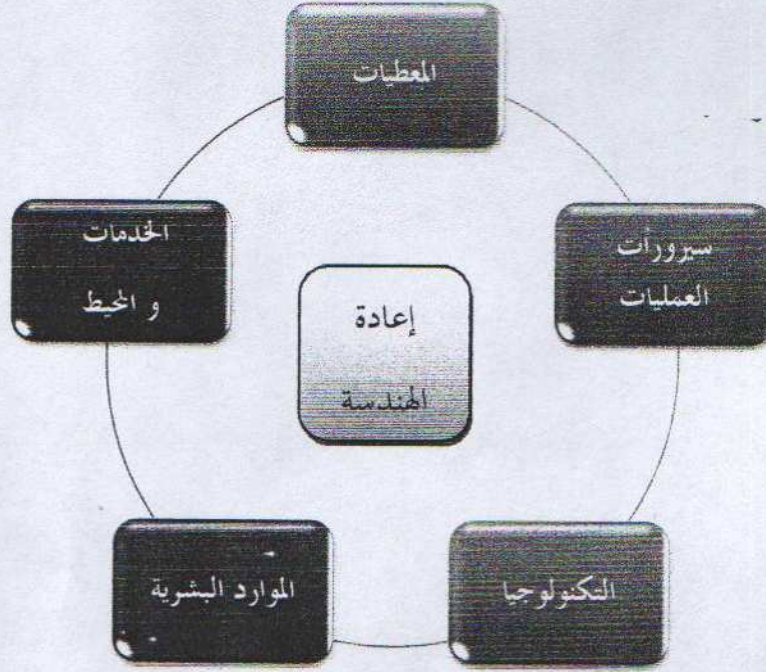 المعطيات
سيرورات
العمليات
التكنولوجيا
الموارد البشرية
الخدمات
و المحيط
إعادة
الهندسة